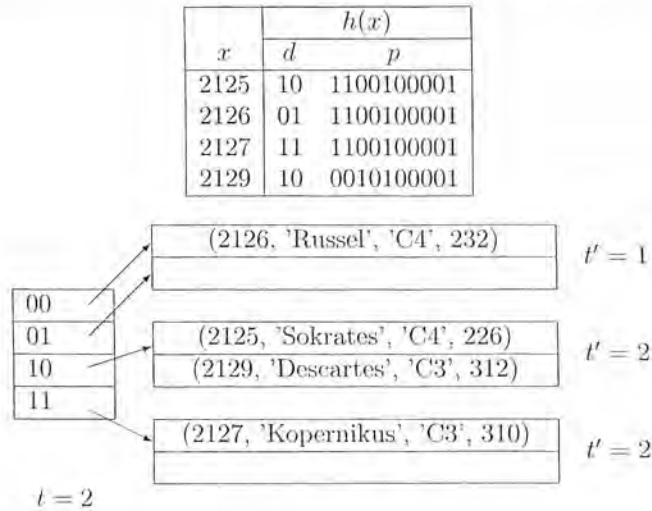 h(x)
x d p
2125 10 1100100001
2126 01 1100100001
2127 11 1100100001
2129 10 0010100001
(2126, 'Russel', 'C4', 232)
t' = 1
00
01
10
11
(2125, 'Sokrates', 'C4', 226)
(2129, 'Descartes', 'C3', 312)
t' = 2
(2127, 'Kopernikus', 'C3', 310)
t' = 2
t = 2